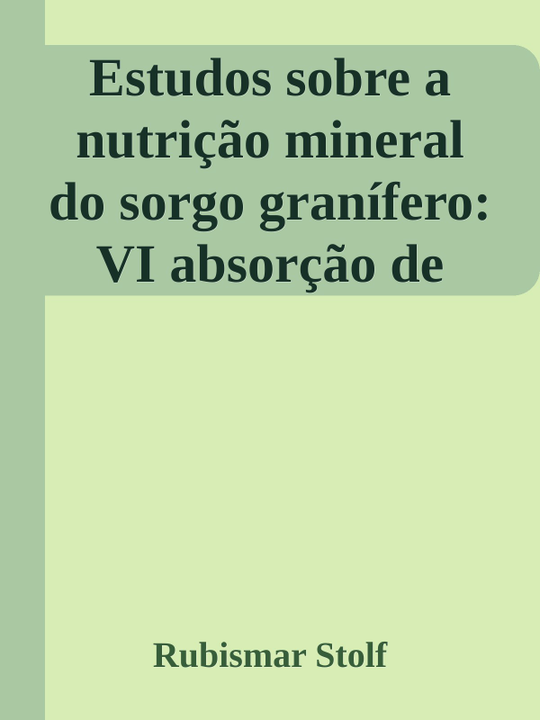 Estudos sobre a
nutrição mineral
do sorgo granífero:
VI absorção de
Rubismar Stolf